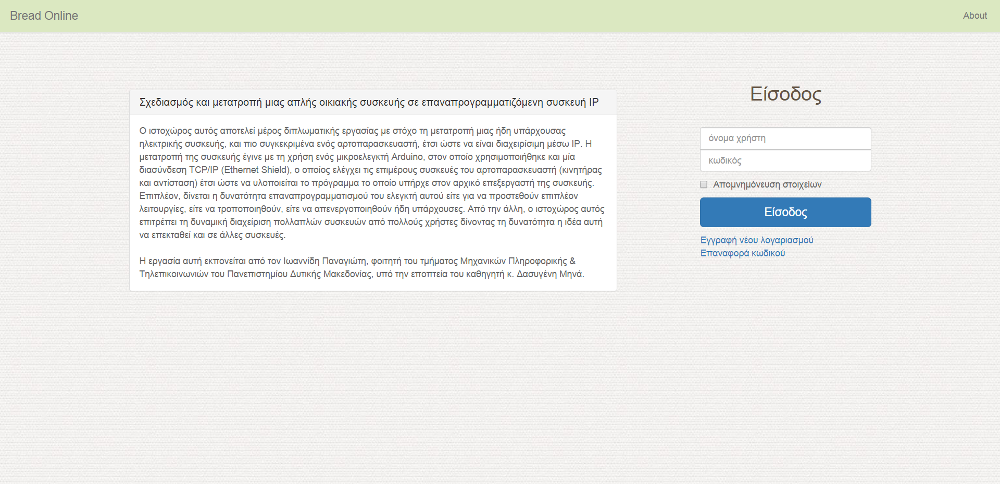 Bread Online
About
Σχεδιασμός και μετατροπή μιας απλής οικιακής συσκευής σε επαναπρογραμματιζόμενη συσκευή IP
Ο ιστοχώρος αυτός αποτελεί μέρος διπλωματικής εργασίας με στόχο τη μετατροπή μιας ήδη υπάρχουσας
ηλεκτρικής συσκευής, και πιο συγκεκριμένα ενός αρτοπαρασκευαστή, έτσι ώστε να είναι διαχειρίσιμη μέσω IP. Η
μετατροπή της συσκευής έγινε με τη χρήση ενός μικροελεγκτή Arduino, στον οποίο χρησιμοποιήθηκε και μία
διασύνδεση TCP/IP (Ethernet Shield), ο οποίος ελέγχει τις επιμέρους συσκευές του αρτοπαρασκευαστή (κινητήρας
και αντίσταση) έτσι ώστε να υλοποιείται το πρόγραμμα το οποίο υπήρχε στον αρχικό επεξεργαστή της συσκευής.
Επιπλέον, δίνεται η δυνατότητα επαναπρογραμματισμού του ελεγκτή αυτού είτε για να προστεθούν επιπλέον
λειτουργίες, είτε να τροποποιηθούν, είτε να απενεργοποιηθούν ήδη υπάρχουσες. Από την άλλη, ο ιστοχώρος αυτός
επιτρέπει τη δυναμική διαχείριση πολλαπλών συσκευών από πολλούς χρήστες δίνοντας τη δυνατότητα η ιδέα αυτή
να επεκταθεί και σε άλλες συσκευές.
Η εργασία αυτή εκπονείται από τον Ιωαννίδη Παναγιώτη, φοιτητή του τμήματος Μηχανικών Πληροφορικής &
Τηλεπικοινωνιών του Πανεπιστημίου Δυτικής Μακεδονίας, υπό την εποπτεία του καθηγητή κ. Δασυγένη Μηνά.
Είσοδος
όνομα χρήστη
κωδικός
Απομνημόνευση στοιχείων
Είσοδος
Εγγραφή νέου λογαριασμού
Επαναφορά κωδικού